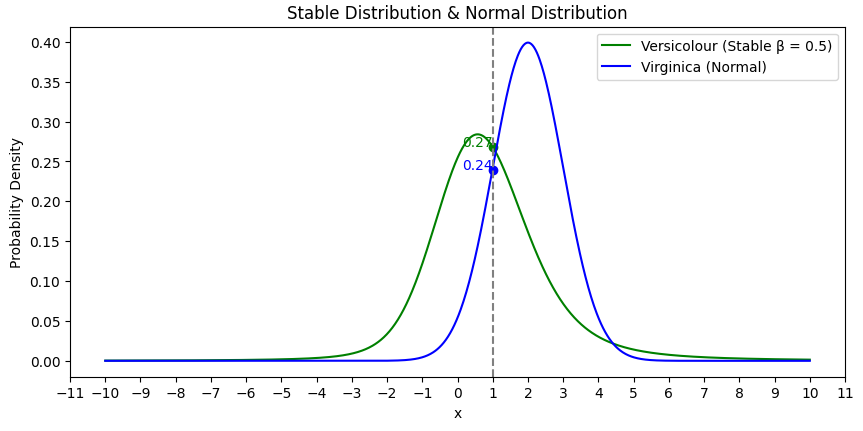 Stable Distribution & Normal Distribution
0.40
0.35
0.30
0.25
0.20
0.15
0.10
0.05
0.00
Probability Density
Versicolour (Stable β = 0.5)
Virginica (Normal)
0.27
0.24
−11 −10 −9 −8 −7 −6 −5 −4 −3 −2 −1 0 1 2 3 4 5 6 7 8 9 10 11
x